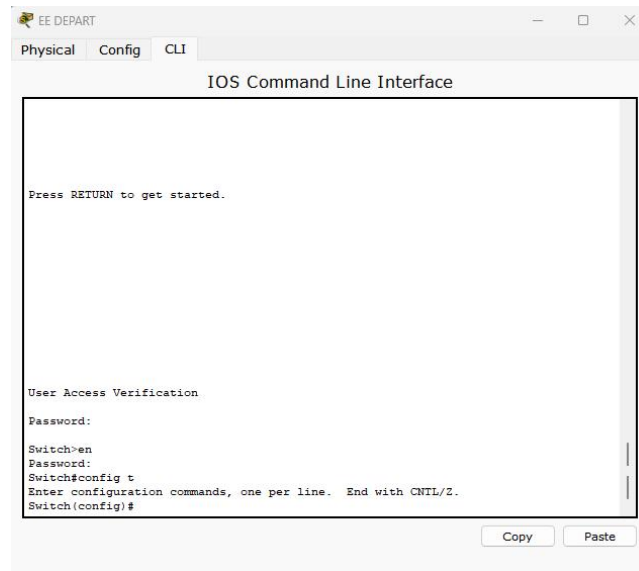 EE DEPART
Physical Config CLI
IOS Command Line Interface
Press RETURN to get started.
User Access Verification
Password:
Switch>en
Password:
Switch#config t
Enter configuration commands, one per line.  End with CNTL/Z.
Switch(config)#
Copy Paste